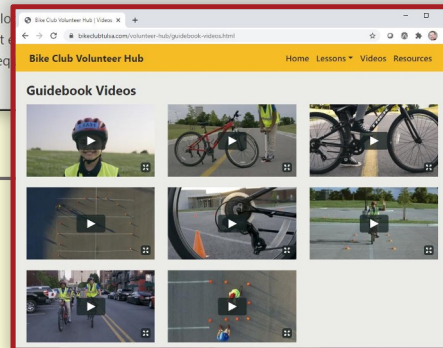 Bike Club Volunteer Hub | Videos
bikeclubtulsa.com/volunteer-hub/guidebook-videos.html
Bike Club Volunteer Hub
Home Lessons Videos Resources
Guidebook Videos